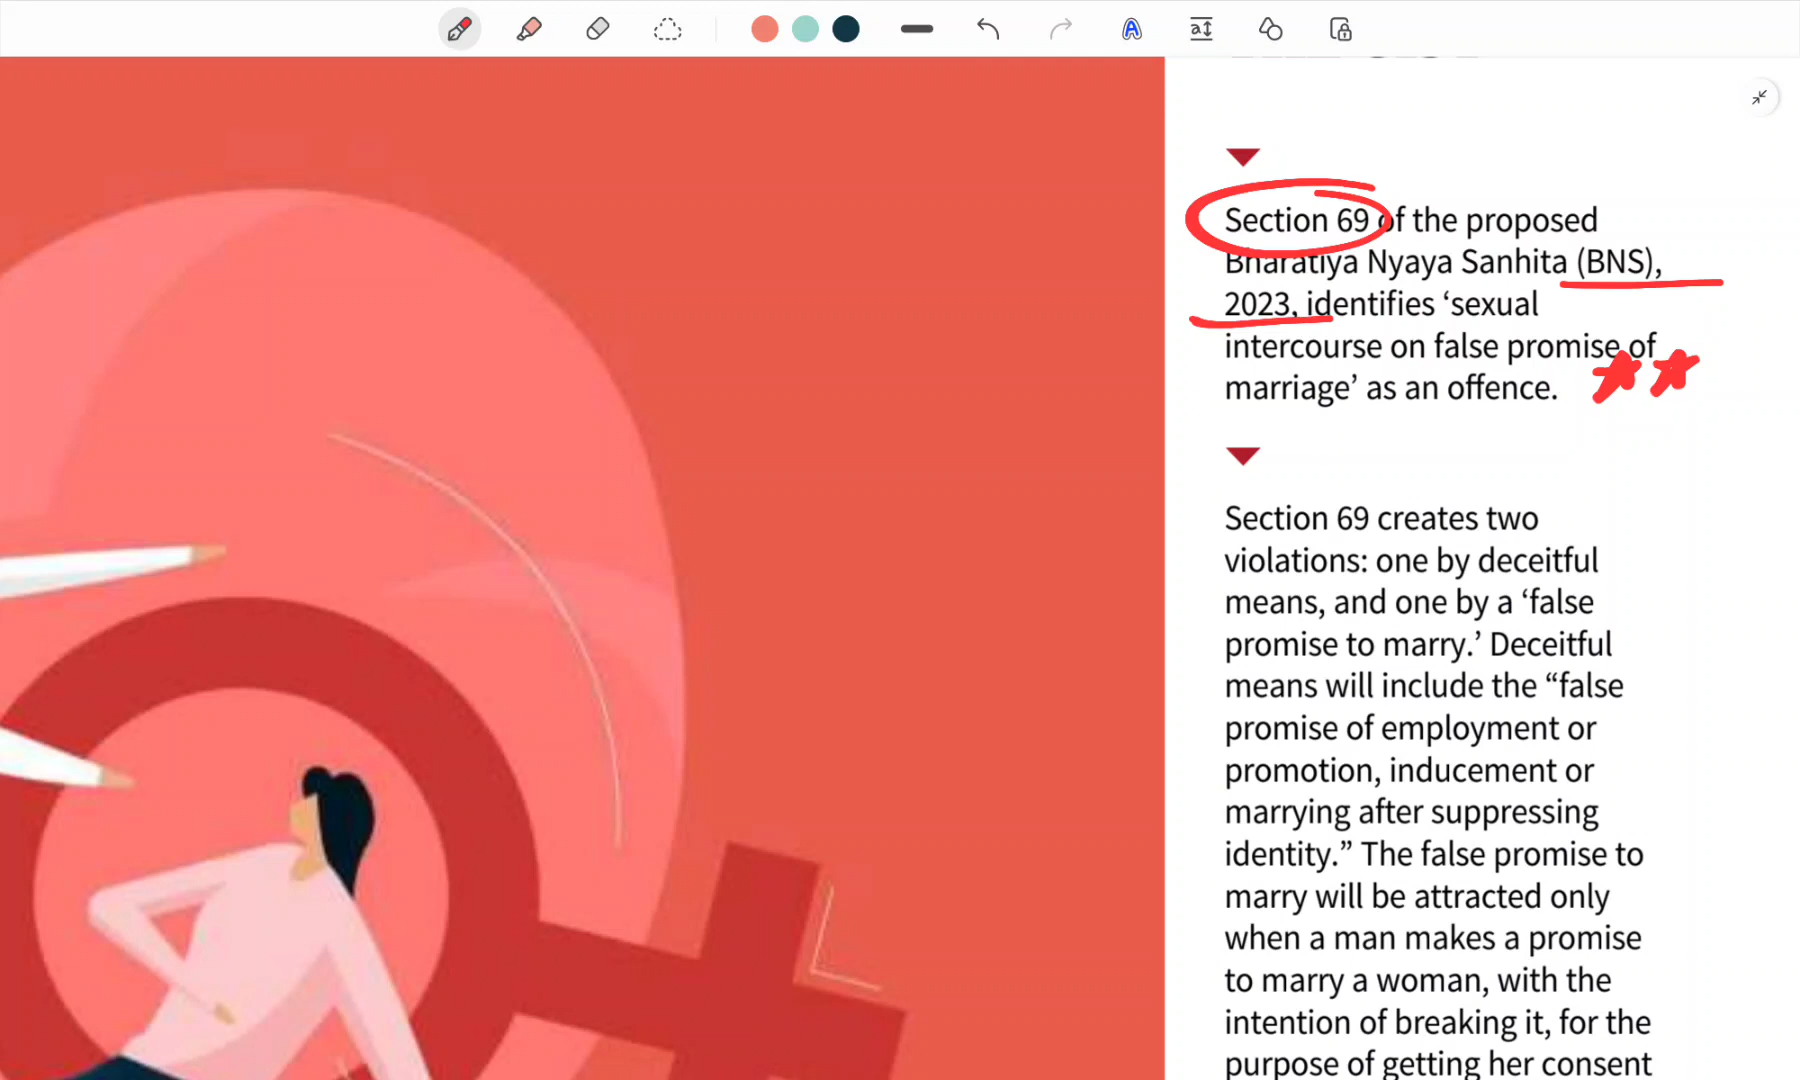 Section 69 of the proposed
Bharatiya Nyaya Sanhita (BNS),
2023, identifies ‘sexual
intercourse on false promise of
marriage’ as an offence.
Section 69 creates two
violations: one by deceitful
means, and one by a ‘false
promise to marry.’ Deceitful
means will include the “false
promise of employment or
promotion, inducement or
marrying after suppressing
identity.” The false promise to
marry will be attracted only
when a man makes a promise
to marry a woman, with the
intention of breaking it, for the
purpose of getting her consent